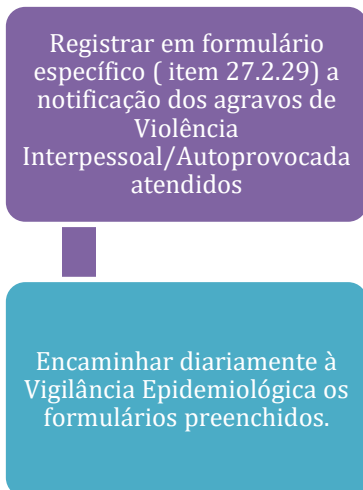 Registrar em formulário
específico ( item 27.2.29) a
notificação dos agravos de
Violência
Interpessoal/Autoprovocada
atendidos
Encaminhar diariamente à
Vigilância Epidemiológica os
formulários preenchidos.